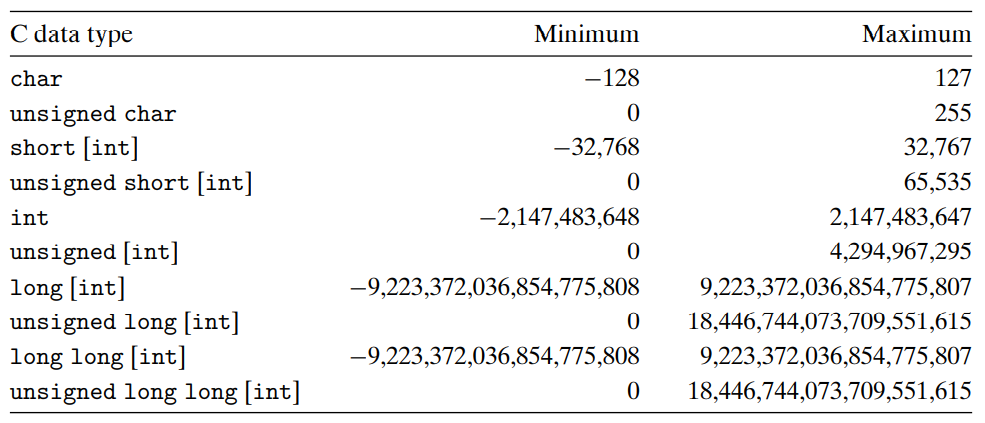 C data type Minimum Maximum
char −128 127
unsigned char 0 255
short [int] −32,768 32,767
unsigned short [int] 0 65,535
int −2,147,483,648 2,147,483,647
unsigned [int] 0 4,294,967,295
long [int] −9,223,372,036,854,775,808 9,223,372,036,854,775,807
unsigned long [int] 0 18,446,744,073,709,551,615
long long [int] −9,223,372,036,854,775,808 9,223,372,036,854,775,807
unsigned long long [int] 0 18,446,744,073,709,551,615